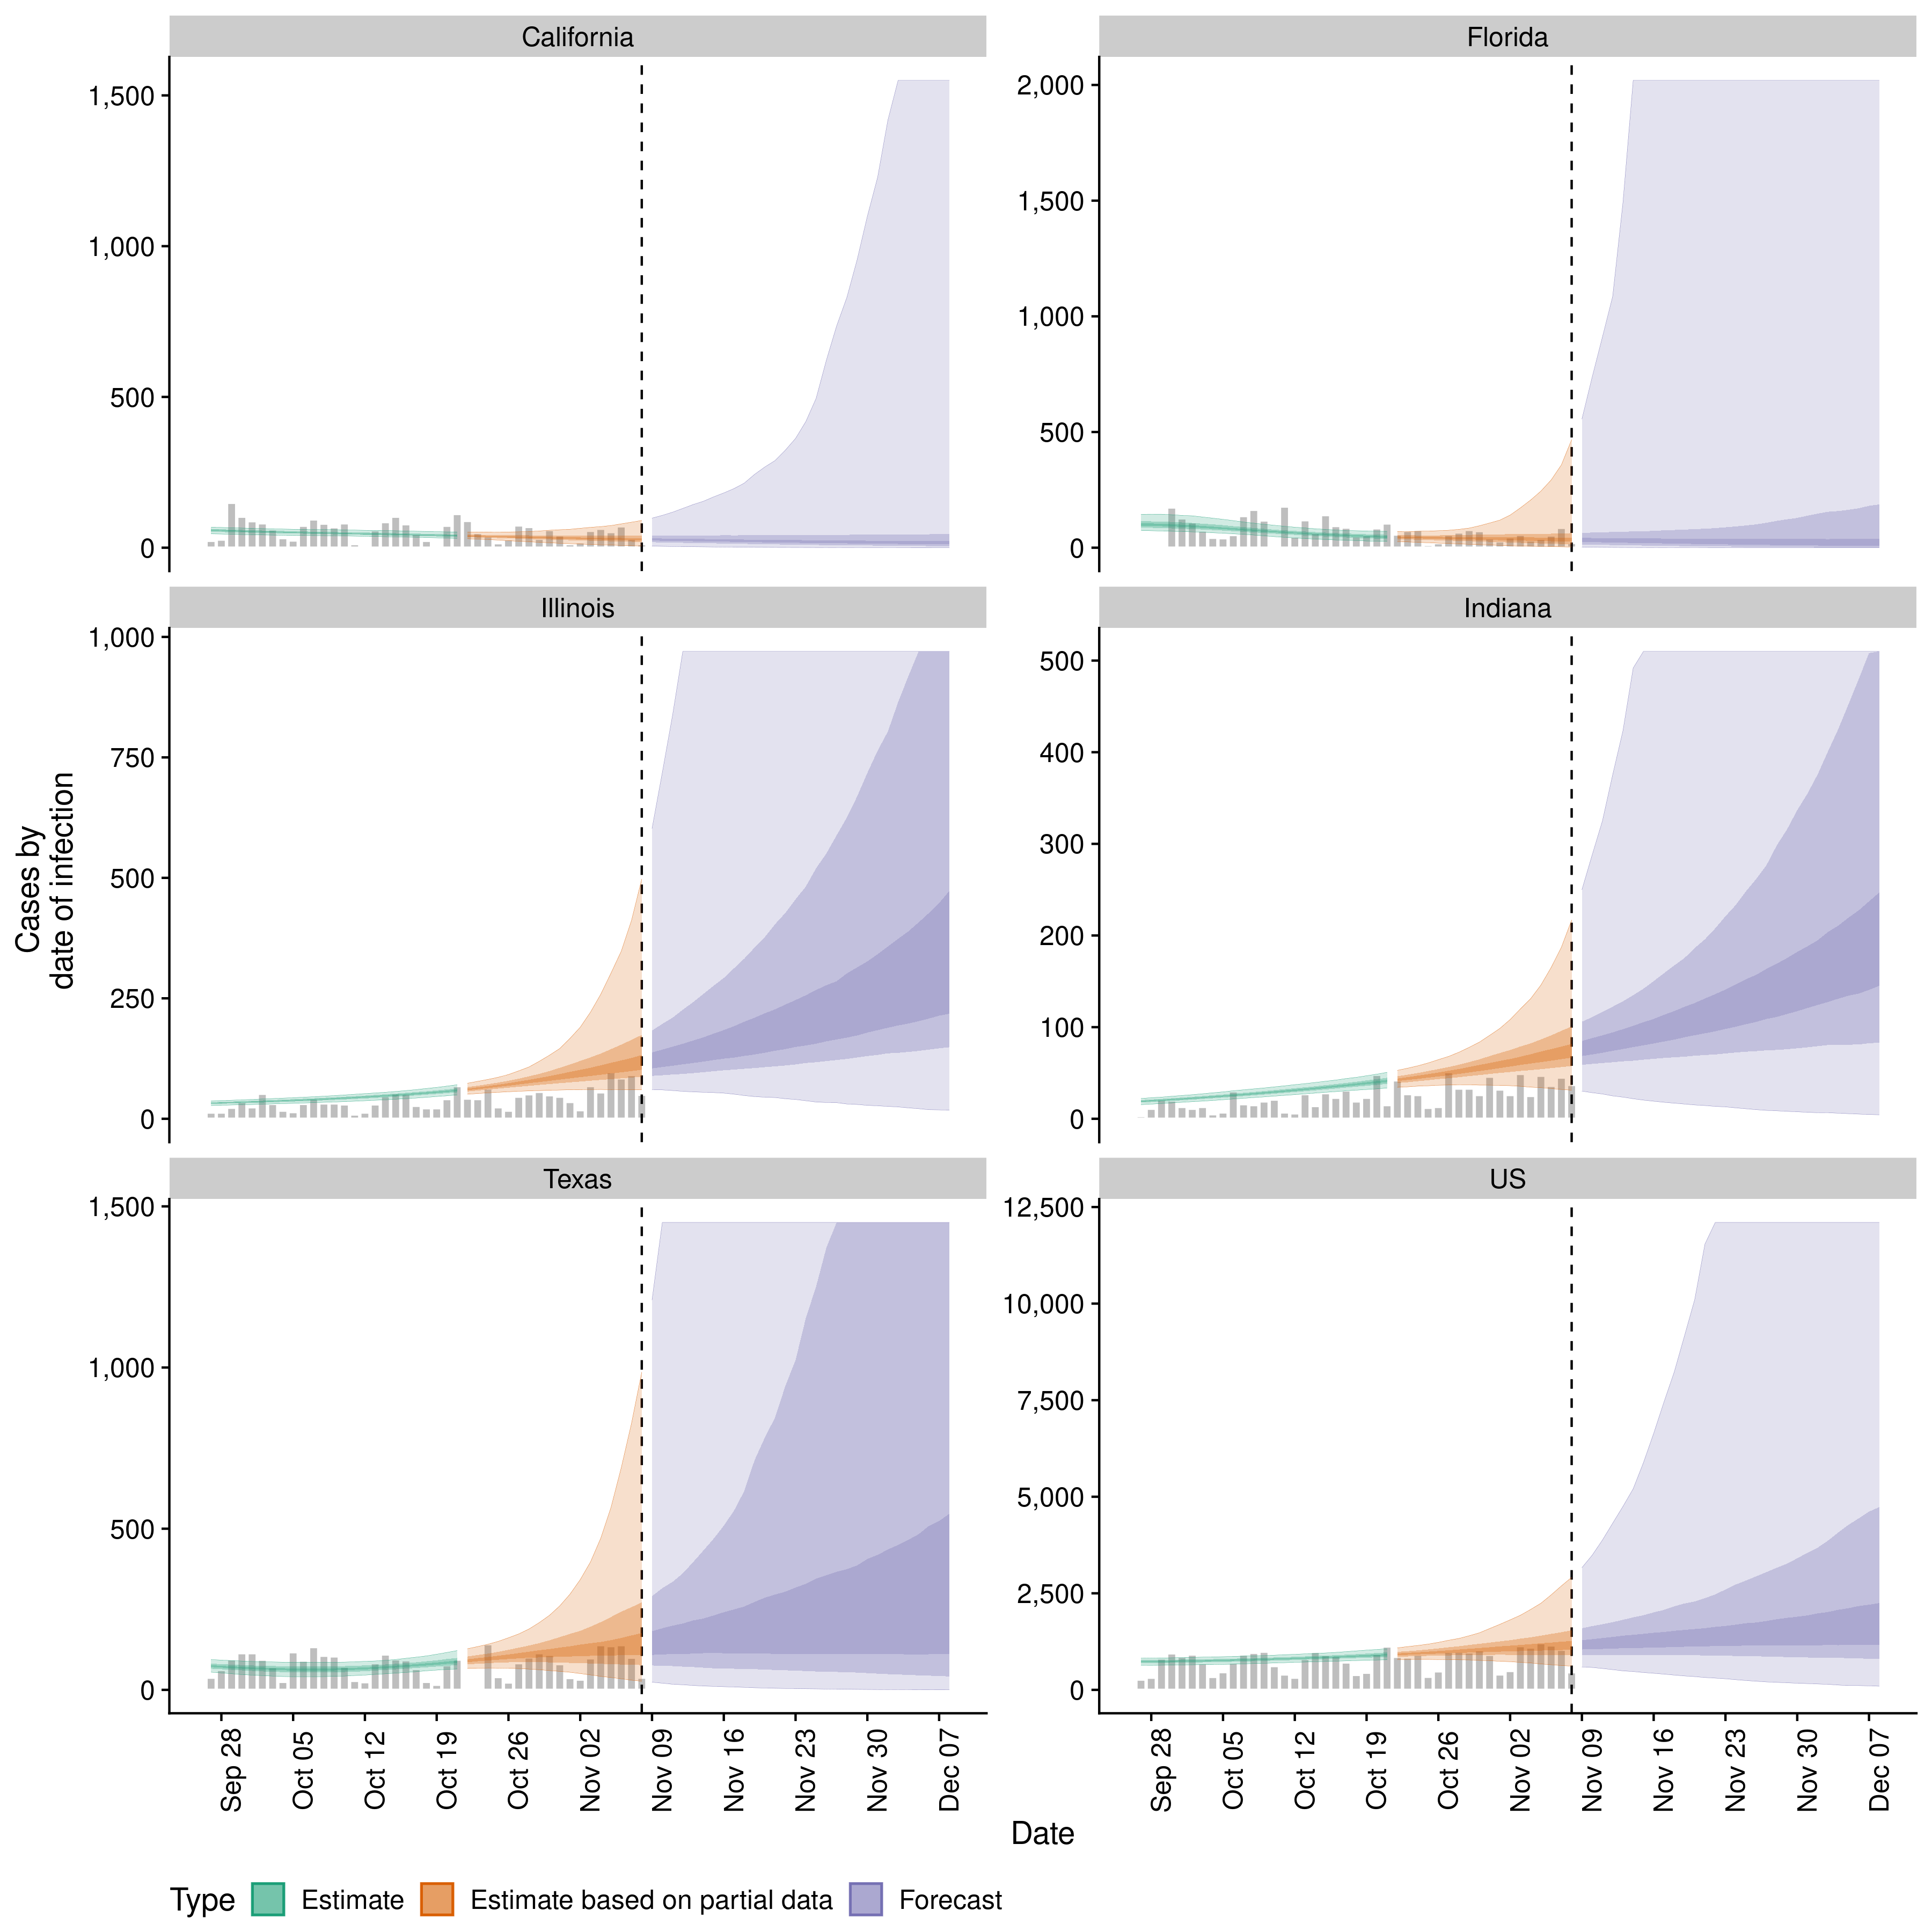 California
Florida
1,500
1,000
500
0
2,000
1,500
1,000
500
0
Illinois
Indiana
1,000
750
500
250
0
500
400
300
200
100
0
Cases by
date of infection
Texas
US
1,500
1,000
500
0
12,500
10,000
7,500
5,000
2,500
0
Sep 28
Oct 05
Oct 12
Oct 19
Oct 26
Nov 02
Nov 09
Nov 16
Nov 23
Nov 30
Dec 07
Sep 28
Oct 05
Oct 12
Oct 19
Oct 26
Nov 02
Nov 09
Nov 16
Nov 23
Nov 30
Dec 07
Date
Type Estimate Estimate based on partial data Forecast